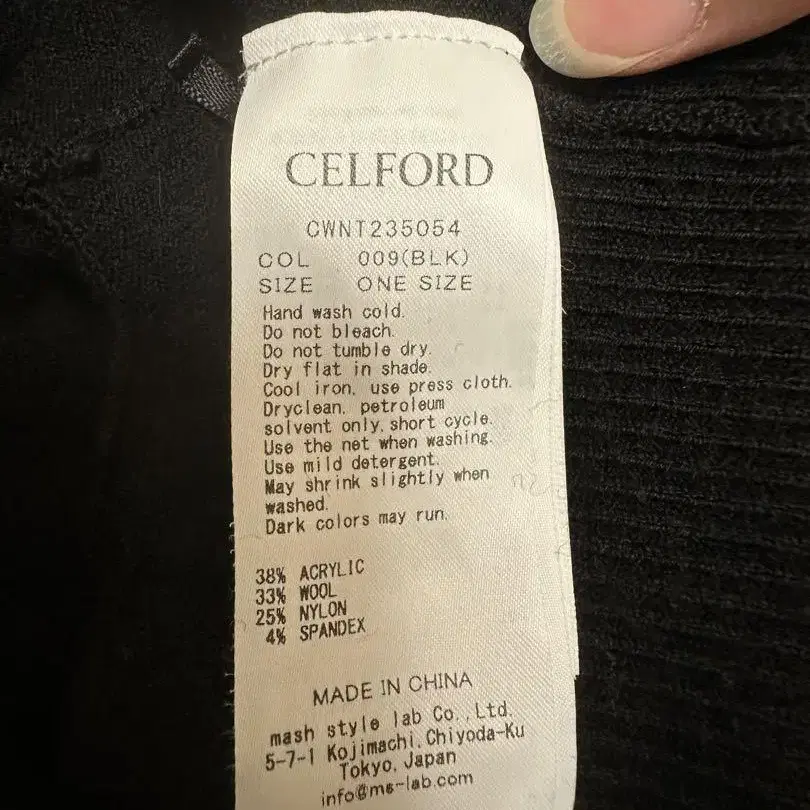 CELFORD
CWNT235054
COL 009(BLK)
SIZE ONE SIZE
Hand wash cold.
Do not bleach.
Do not tumble dry.
Dry flat in shade.
Cool iron, use press cloth.
Dryclean, petroleum
solvent only, short cycle.
Use the net when washing.
Use mild detergent.
May shrink slightly when
washed.
Dark colors may run.
38% ACRYLIC
33% WOOL
25% NYLON
4% SPANDEX
MADE IN CHINA
mash style lab Co., Ltd.
5-7-1 Kojimachi, Chiyoda-Ku
Tokyo, Japan
info@ms-lab.com